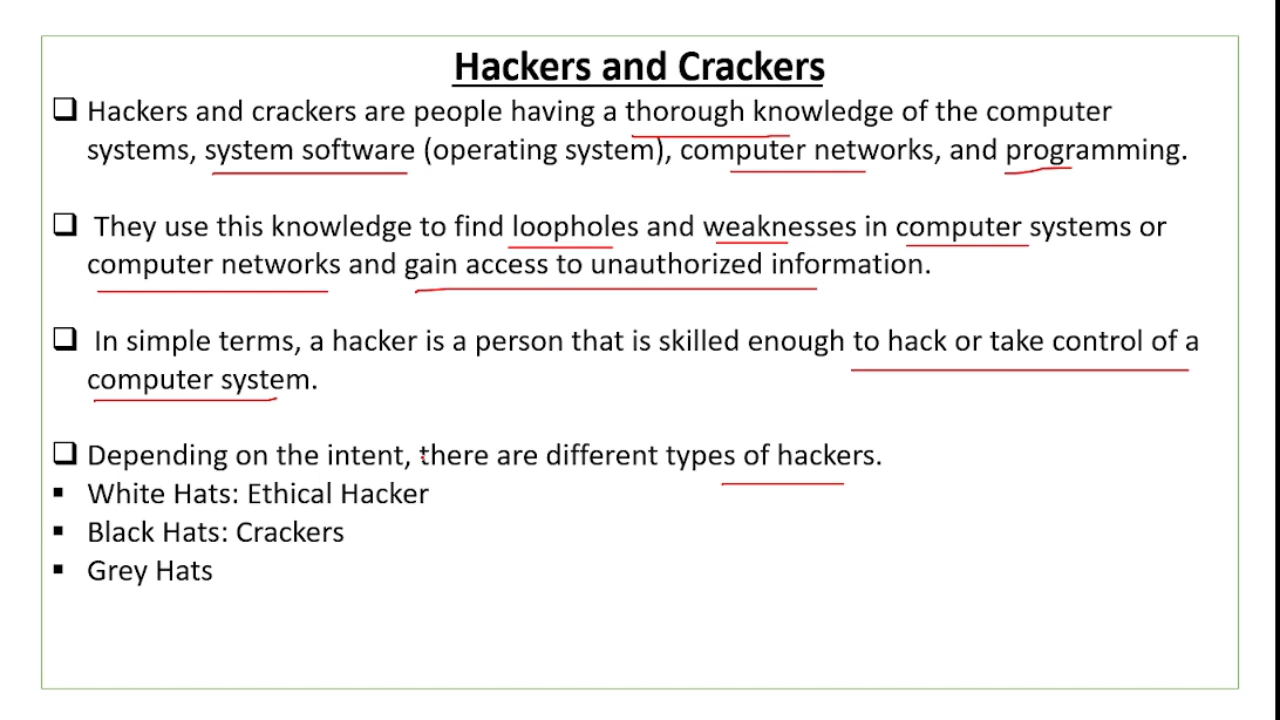 Hackers and Crackers
Hackers and crackers are people having a thorough knowledge of the computer
systems, system software (operating system), computer networks, and programming.
They use this knowledge to find loopholes and weaknesses in computer systems or
computer networks and gain access to unauthorized information.
In simple terms, a hacker is a person that is skilled enough to hack or take control of a
computer system.
Depending on the intent, there are different types of hackers.
White Hats: Ethical Hacker
Black Hats: Crackers
Grey Hats